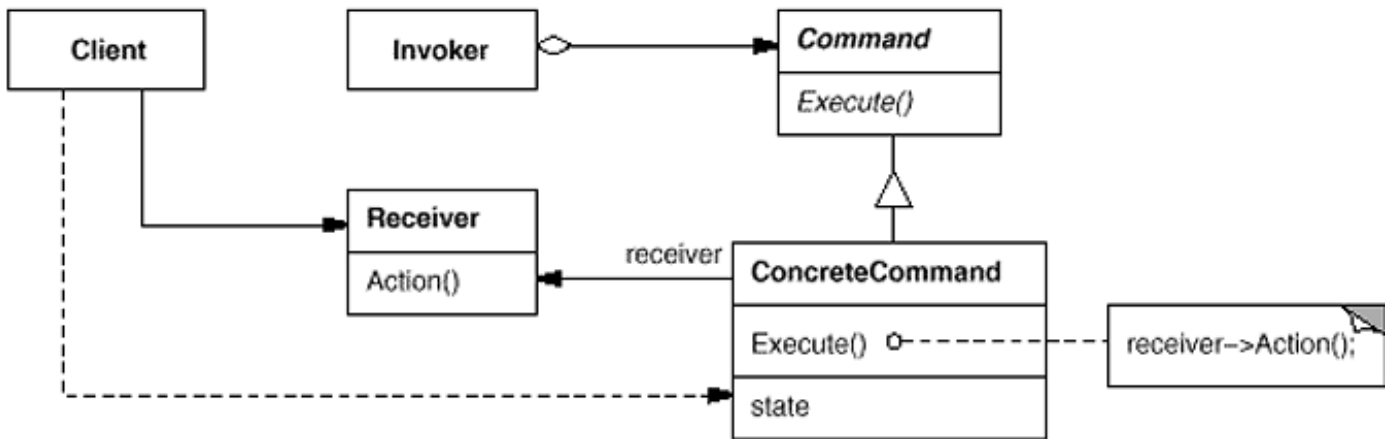 Client
Invoker
Command
Execute()
Receiver
Action()
receiver
ConcreteCommand
Execute()
receiver->Action();
state